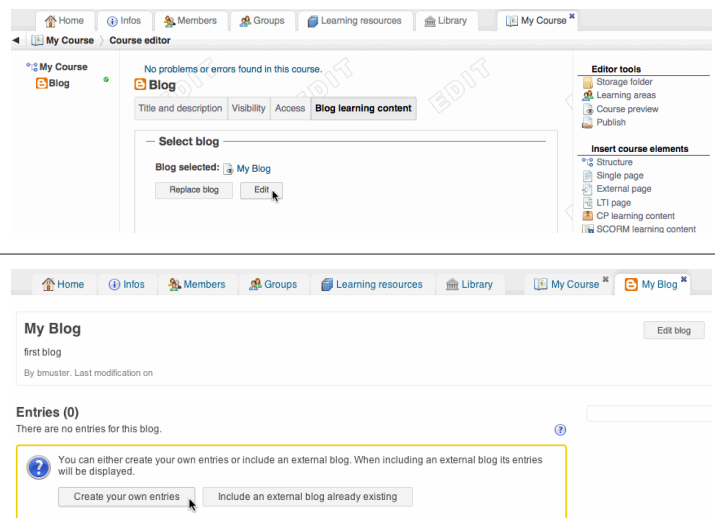 Home Infos Members Groups Learning resources Library My Course
My Course Course editor
My Course
Blog
No problems or errors found in this course.
Blog
Title and description Visibility Access Blog learning content
Select blog
Blog selected: My Blog
Replace blog Edit
EDIT EDIT EDIT EDIT
Editor tools
Storage folder
Learning areas
Course preview
Publish
Insert course elements
Structure
Single page
External page
LTI page
CP learning content
SCORM learning content
Home Infos Members Groups Learning resources Library My Course My Blog
My Blog
Edit blog
first blog
By bmuster. Last modification on
Entries (0)
There are no entries for this blog.
You can either create your own entries or include an external blog. When including an external blog its entries
will be displayed.
Create your own entries Include an external blog already existing